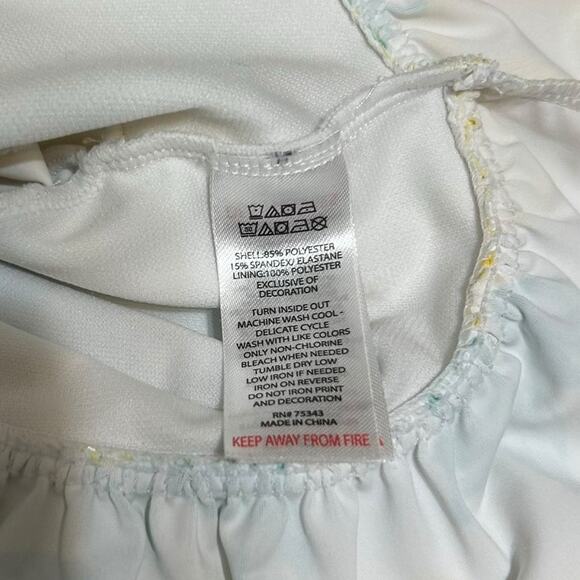 SHELL:85% POLYESTER
15% SPANDEX/ ELASTANE
LINING:100% POLYESTER
EXCLUSIVE OF
DECORATION
TURN INSIDE OUT
MACHINE WASH COOL -
DELICATE CYCLE
WASH WITH LIKE COLORS
ONLY NON-CHLORINE
BLEACH WHEN NEEDED
TUMBLE DRY LOW
LOW IRON IF NEEDED
IRON ON REVERSE
DO NOT IRON PRINT
AND DECORATION
RN# 75343
MADE IN CHINA
KEEP AWAY FROM FIRE